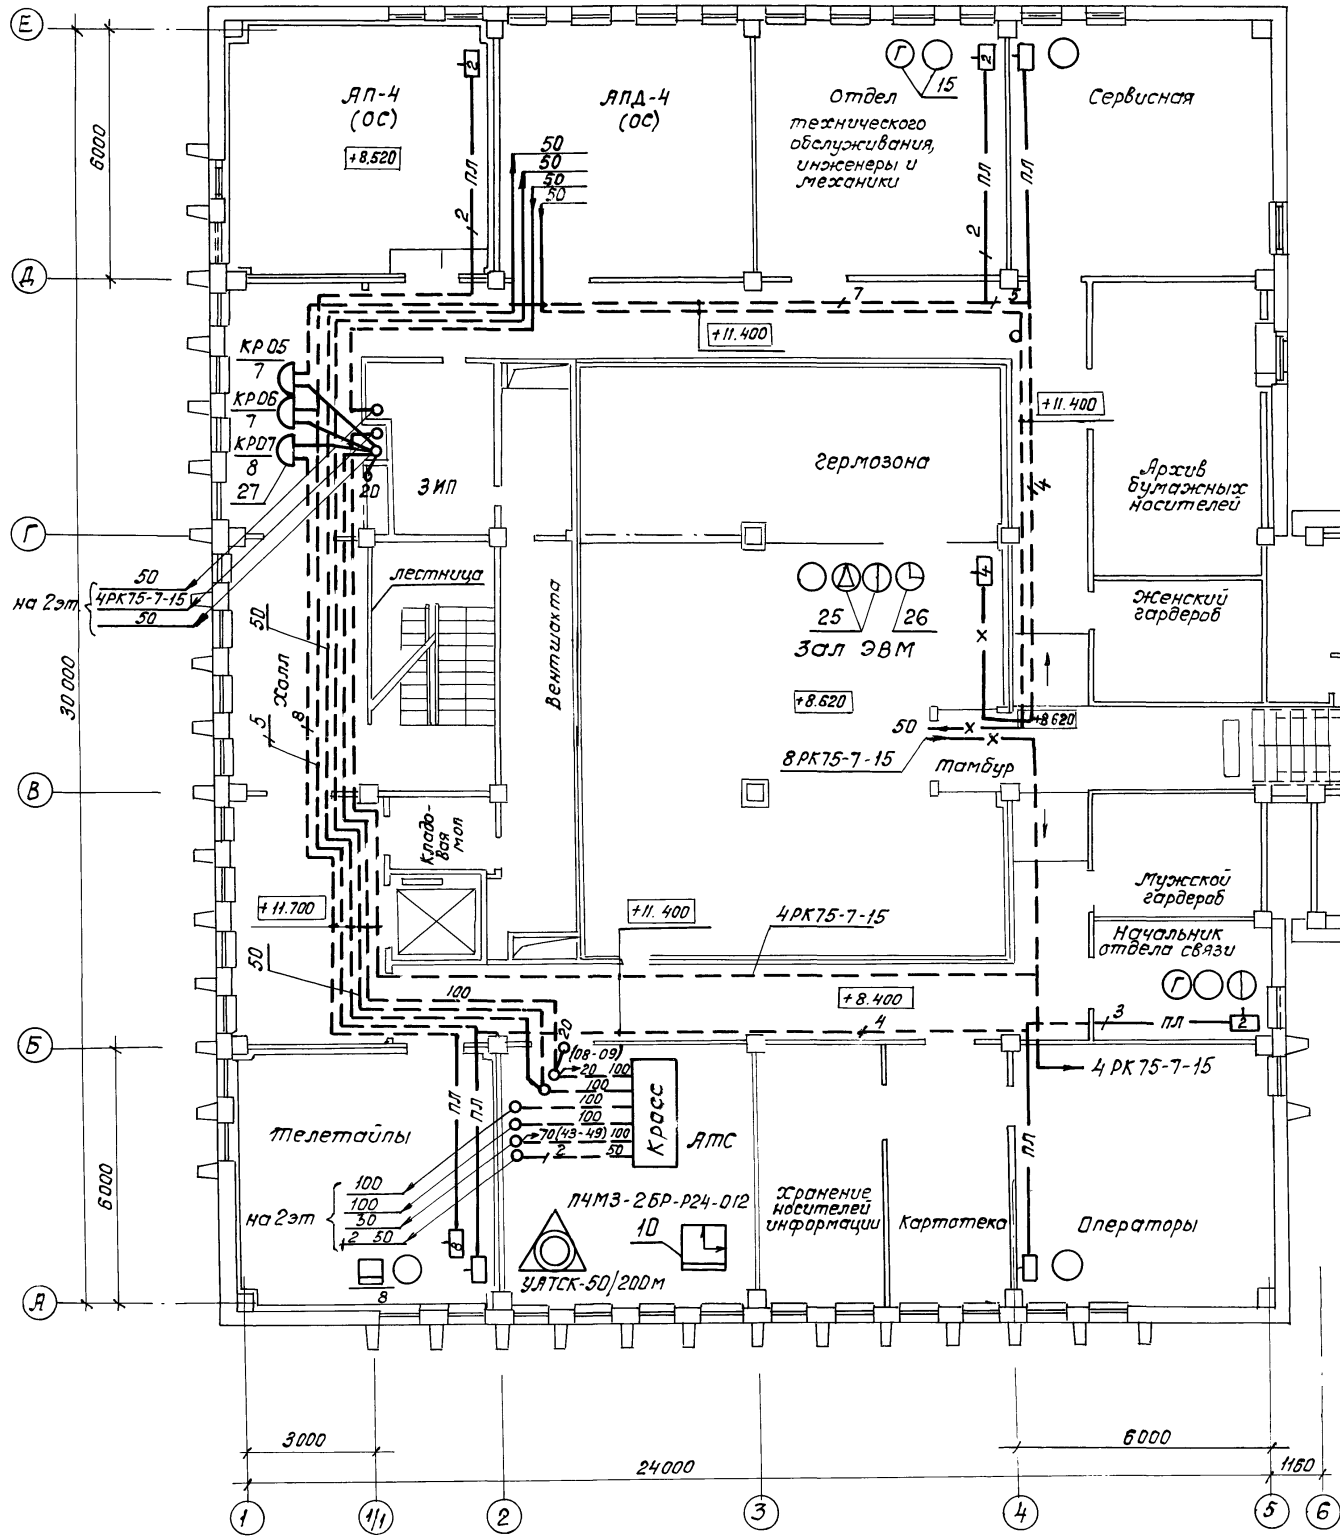 Е
6000
АП-4
(ОС)
+8.520
2
пл
2
АПД-4
(ОС)
50
50
50
50
Отдел
технического
обслуживания,
инженеры и
механики
Г
15
2
пл
2
пл
Сервисная
Д
7
5
+11.400
КР05
7
КР06
7
КР07
8
27
20
ЗИП
Гермозона
+11.400
4
Архив
бумажных
носителей
Г
50
4РК75-7-15
50
на 2эт.
лестница
50
Холл
8
5
Вентшахта
25
26
4
х
Зал ЭВМ
+8.620
Женский
гардероб
30 000
50
х
х
+8.620
8РК75-7-15
тамбур
В
Кладо-
вая
моп
Мужской
гардероб
+11.700
+11.400
4РК75-7-15
Начальник
отдела связи
Г
50
100
+8.400
4
3
пл
2
Б
20
(08-09)
20
100
100
100
100
70(43-49)
100
2
50
Кросс
АТС
4РК75-7-15
6000
Телетайпы
пл
пл
пл
на 2эт
100
100
30
2 50
8
8
П4МЗ-2БР-Р24-012
10
УАТСК-50/200м
Хранение
носителей
информации
Картотека
Операторы
А
3000
6000
24000
1160
1
1/1
2
3
4
5
6